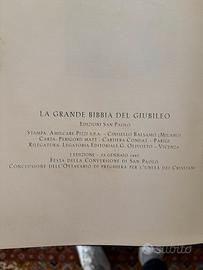 LA GRANDE BIBBIA DEL GIUBILEO
EDIZIONI SAN PAOLO
STAMPA: AMILCARE PIZZI S.P.A. - CINISELLO BALSAMO (MILANO)
CARTA: PERIGORD MATT - CARTIERA CONDAT - PARIGI
RILEGATURA: LEGATORIA EDITORIALE G. OLIVOTTO - VICENZA
I EDIZIONE - 25 GENNAIO 1997
FESTA DELLA CONVERSIONE DI SAN PAOLO
CONCLUSIONE DELL'OTTAVARIO DI PREGHIERA PER L'UNITÀ DEI CRISTIANI
subito